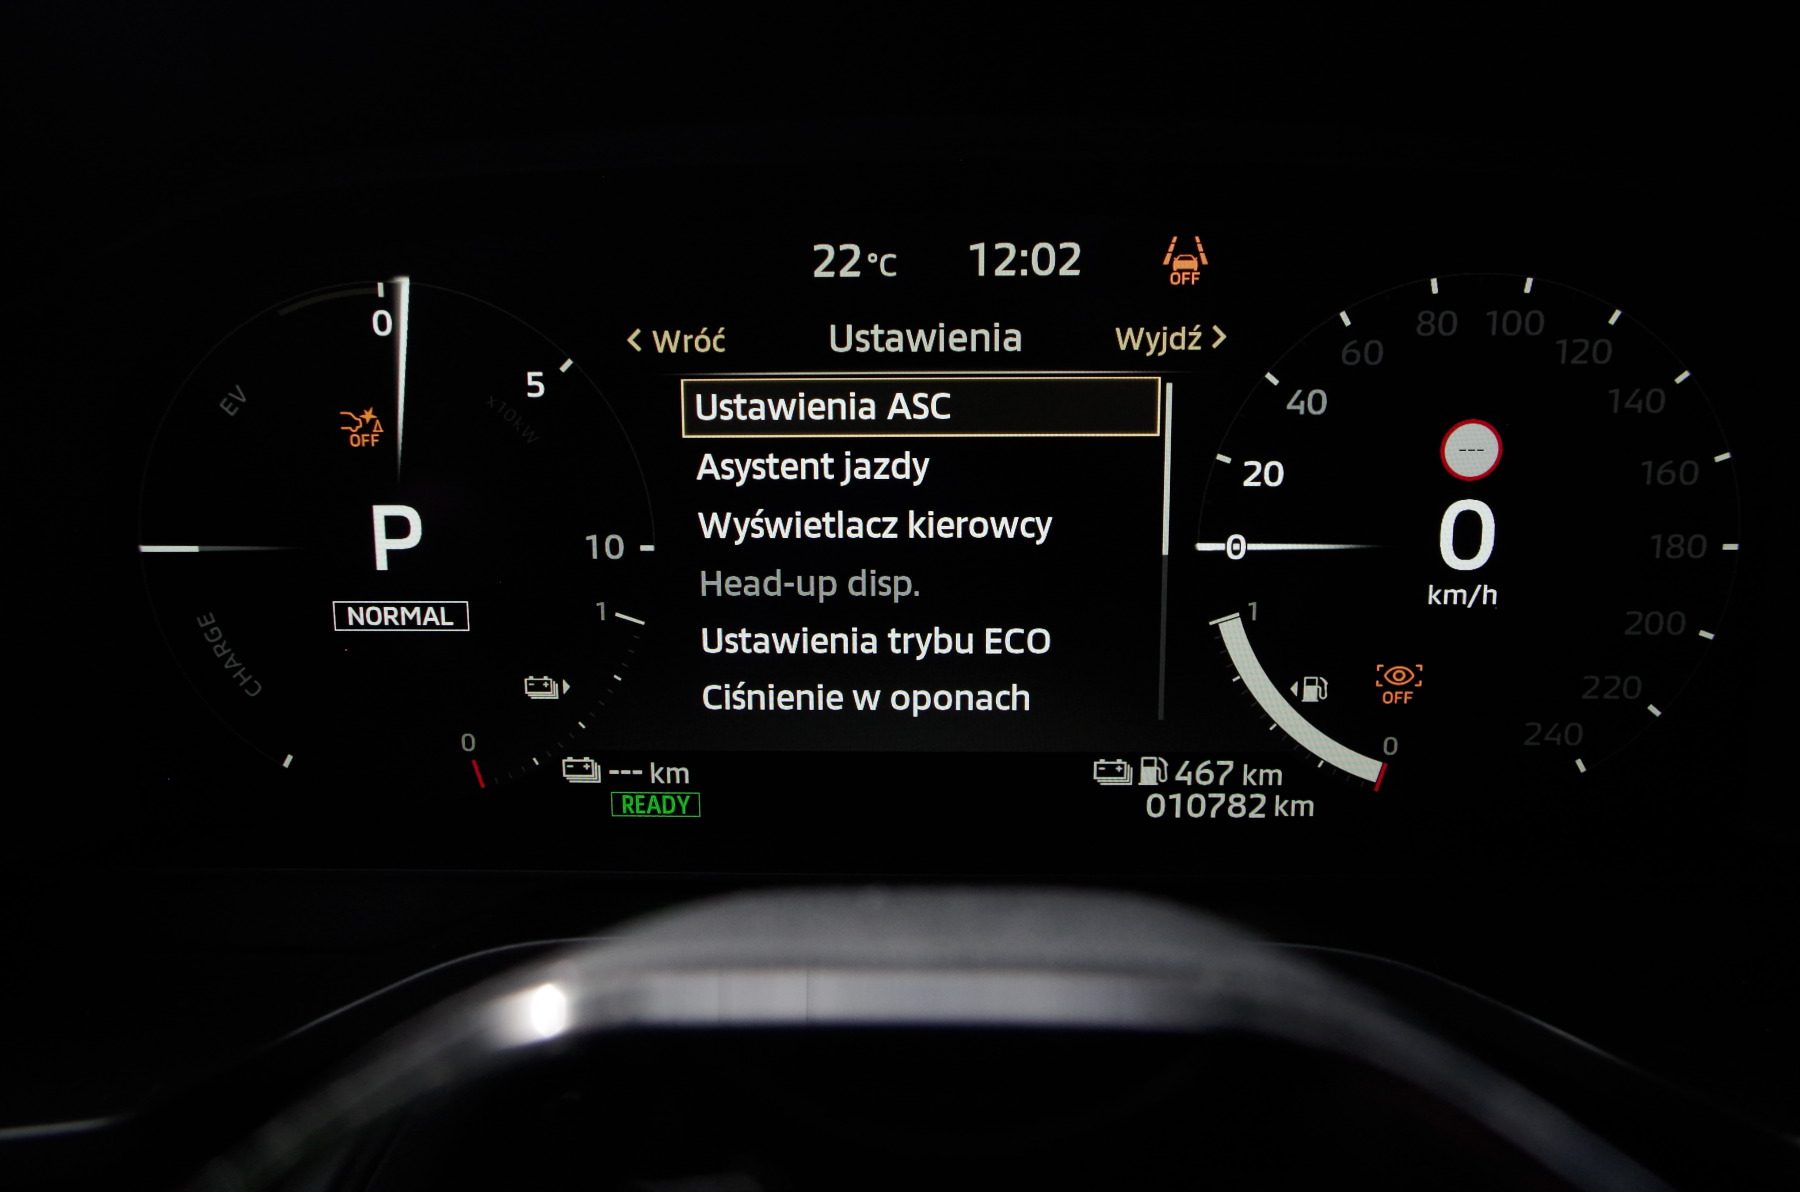 22 °C 12:02
OFF
< Wróć Ustawienia Wyjdź >
Ustawienia ASC
Asystent jazdy
Wyświetlacz kierowcy
Head-up disp.
Ustawienia trybu ECO
Ciśnienie w oponach
0
5
10
x10kW
EV
CHARGE
OFF
P
NORMAL
1
0
--- km
READY
0
20
40
60
80
100
120
140
160
180
200
220
240
---
0
km/h
1
0
OFF
467 km
010782 km